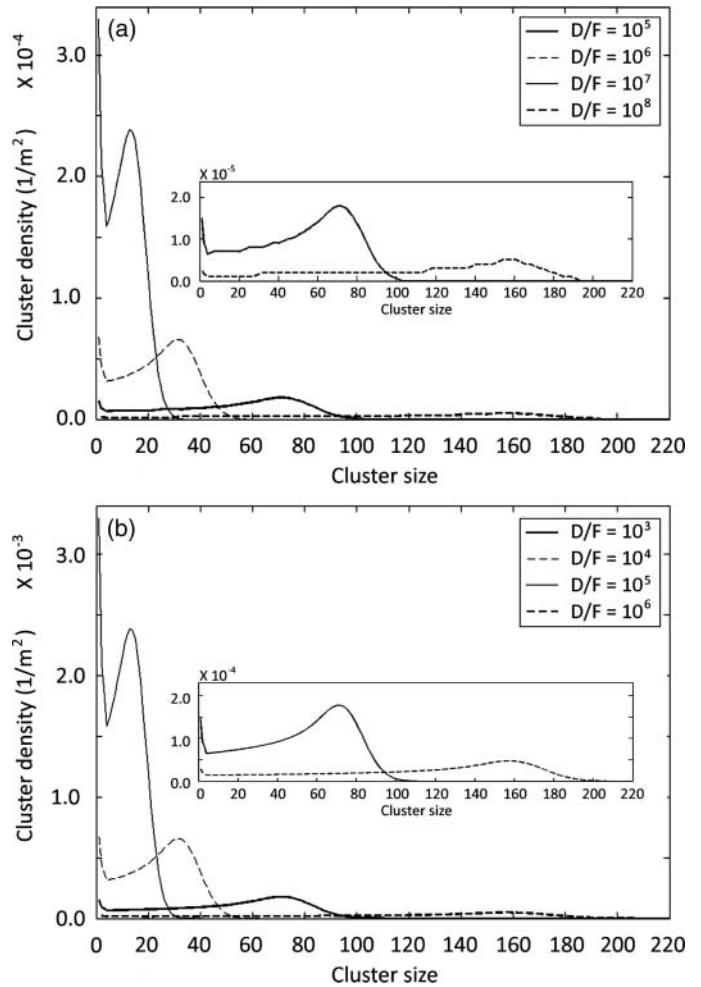 (a)
X 10⁻⁴
Cluster density (1/m²)
3.0
2.0
1.0
0.0
D/F = 10⁵
D/F = 10⁶
D/F = 10⁷
D/F = 10⁸
X 10⁻⁵
2.0
1.0
0.0
0 20 40 60 80 100 120 140 160 180 200 220
Cluster size
0 20 40 60 80 100 120 140 160 180 200 220
Cluster size
(b)
X 10⁻³
Cluster density (1/m²)
3.0
2.0
1.0
0.0
D/F = 10³
D/F = 10⁴
D/F = 10⁵
D/F = 10⁶
X 10⁻⁴
2.0
1.0
0.0
0 20 40 60 80 100 120 140 160 180 200 220
Cluster size
0 20 40 60 80 100 120 140 160 180 200 220
Cluster size